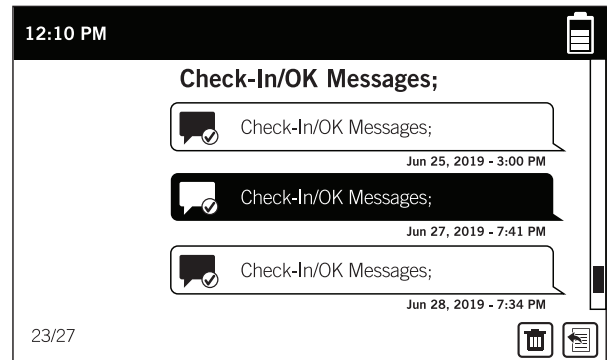 12:10 PM
Check-In/OK Messages;
Check-In/OK Messages;
Jun 25, 2019 - 3:00 PM
Check-In/OK Messages;
Jun 27, 2019 - 7:41 PM
Check-In/OK Messages;
Jun 28, 2019 - 7:34 PM
23/27